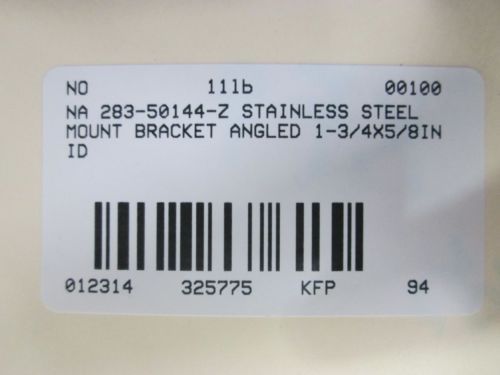 NO 11lb 00100
NA 283-50144-Z STAINLESS STEEL
MOUNT BRACKET ANGLED 1-3/4X5/8IN
ID
012314 325775 KFP 94